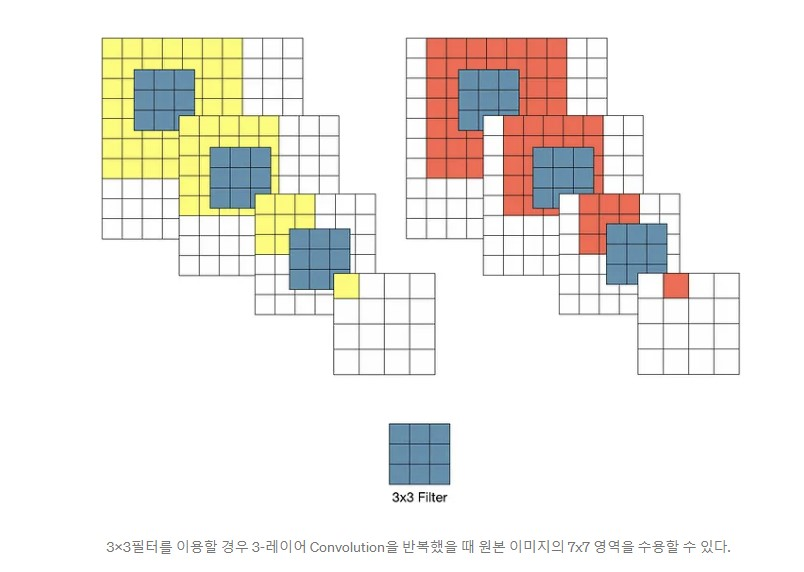 3x3 Filter
3×3필터를 이용할 경우 3-레이어 Convolution을 반복했을 때 원본 이미지의 7x7 영역을 수용할 수 있다.